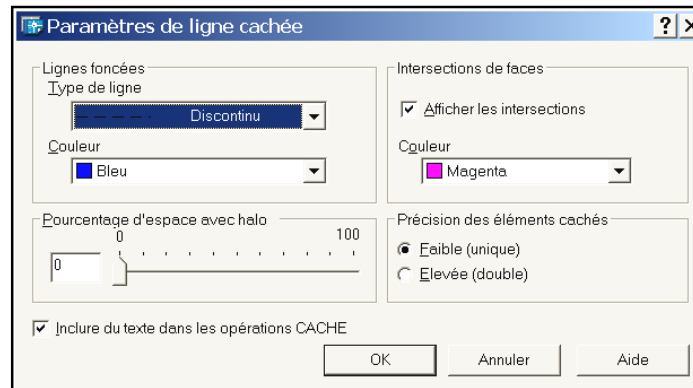 Paramètres de ligne cachée
Lignes foncées
Type de ligne
Discontinu
Couleur
Bleu
Intersections de faces
Afficher les intersections
Couleur
Magenta
Pourcentage d'espace avec halo
0 100
0
Précision des éléments cachés
Faible (unique)
Elevée (double)
Inclure du texte dans les opérations CACHE
OK Annuler Aide